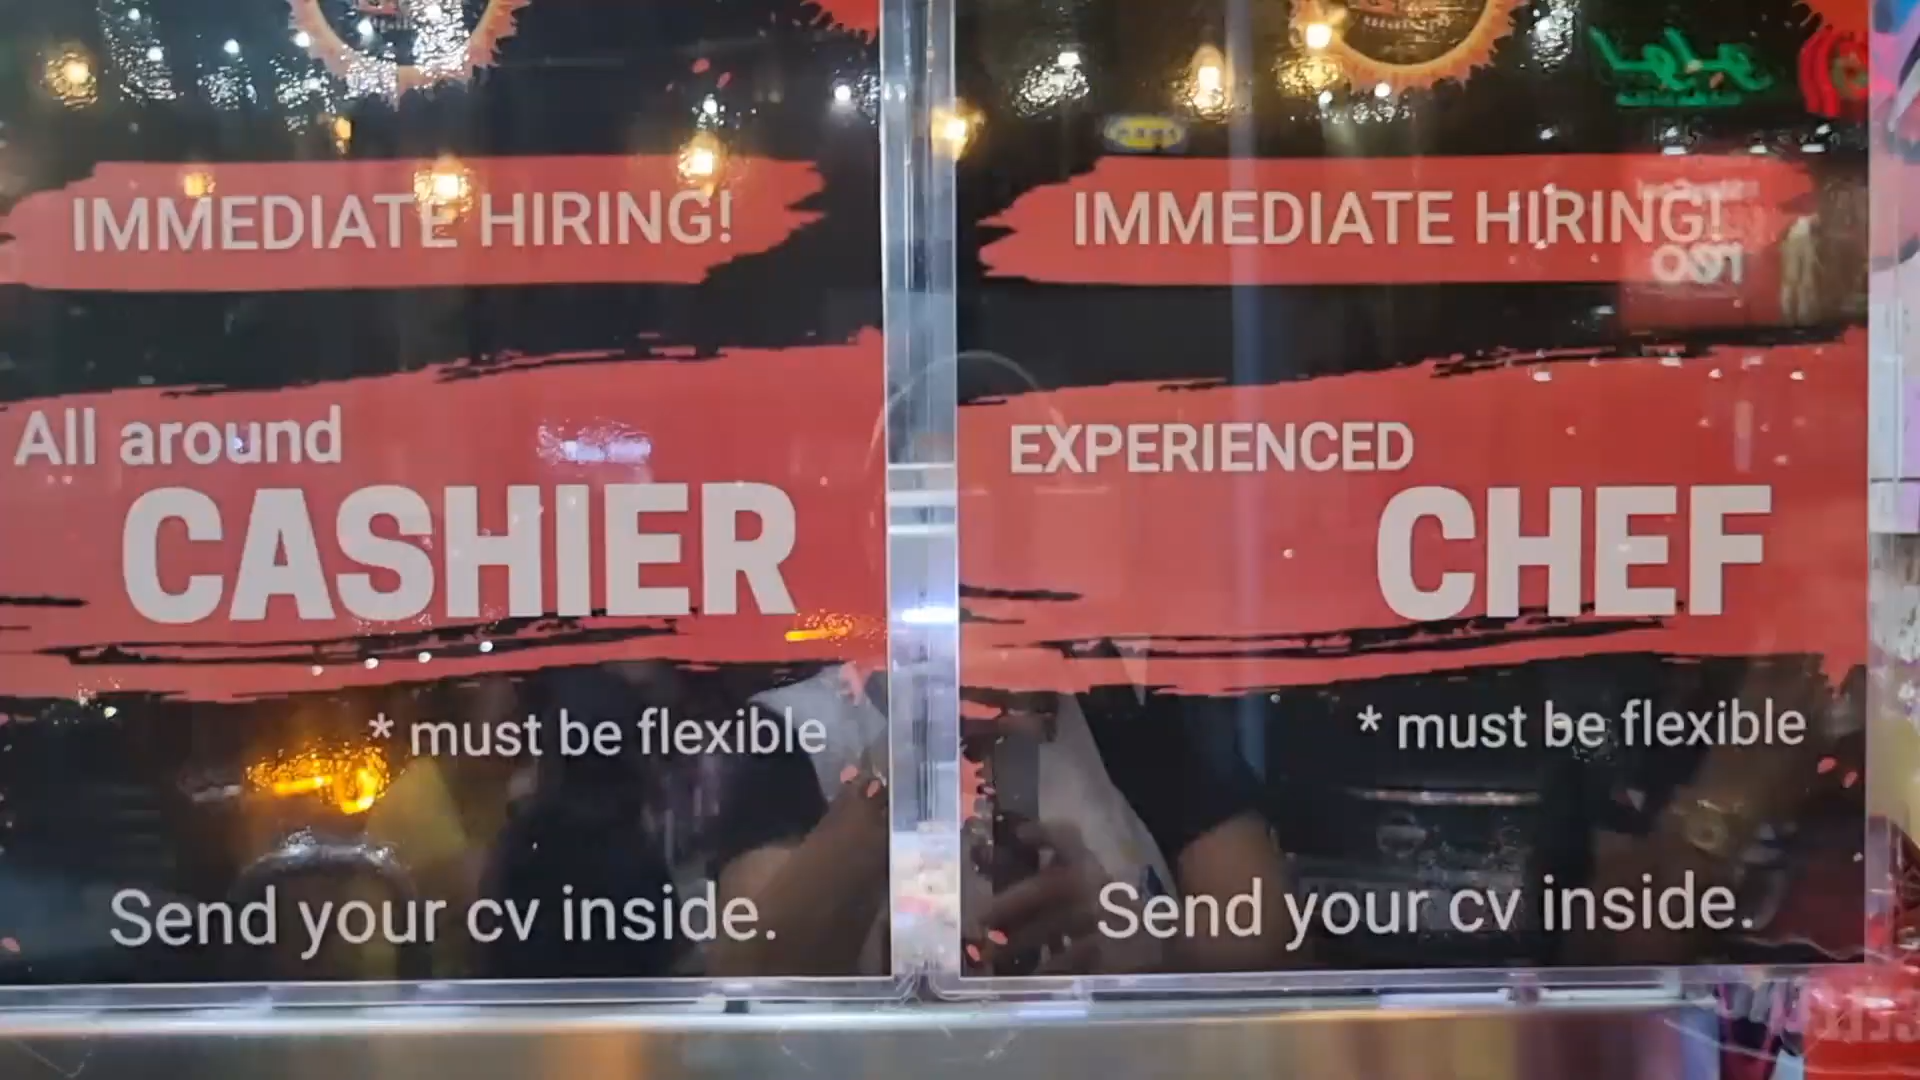 IMMEDIATE HIRING!
All around
CASHIER
* must be flexible
Send your cv inside.
IMMEDIATE HIRING!
EXPERIENCED
CHEF
* must be flexible
Send your cv inside.